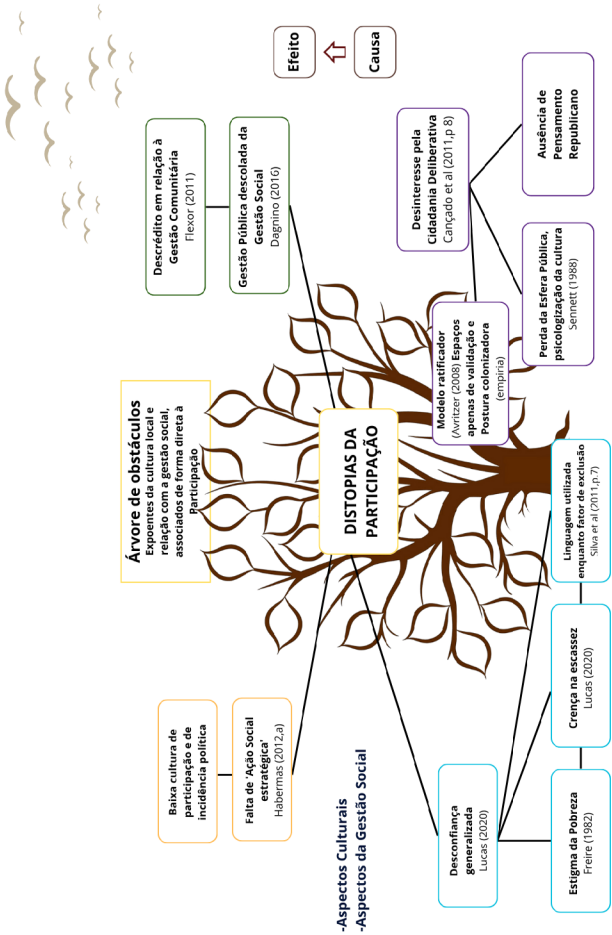 Árvore de obstáculos
Expoentes da cultura local e
relação com a gestão social,
associados de forma direta à
Participação
Efeito
Causa
Baixa cultura de
participação e de
incidência política
Falta de 'Ação Social
estratégica'
Habermas (2012,a)
Descrédito em relação à
Gestão Comunitária
Flexor (2011)
Gestão Pública descolada da
Gestão Social
Dagnino (2016)
DISTOPIAS DA
PARTICIPAÇÃO
-Aspectos Culturais
-Aspectos da Gestão Social
Desinteresse pela
Cidadania Deliberativa
Cançado et al (2011,p 8)
Modelo ratificador
(Avritzer (2008) Espaços
apenas de validação e
Postura colonizadora
(empiria)
Desconfiança
generalizada
Lucas (2020)
Estigma da Pobreza
Freire (1982)
Crença na escassez
Lucas (2020)
Linguagem utilizada
enquanto fator de exclusão
Silva et al (2011,p.7)
Perda da Esfera Pública,
psicologização da cultura
Sennett (1988)
Ausência de
Pensamento
Republicano